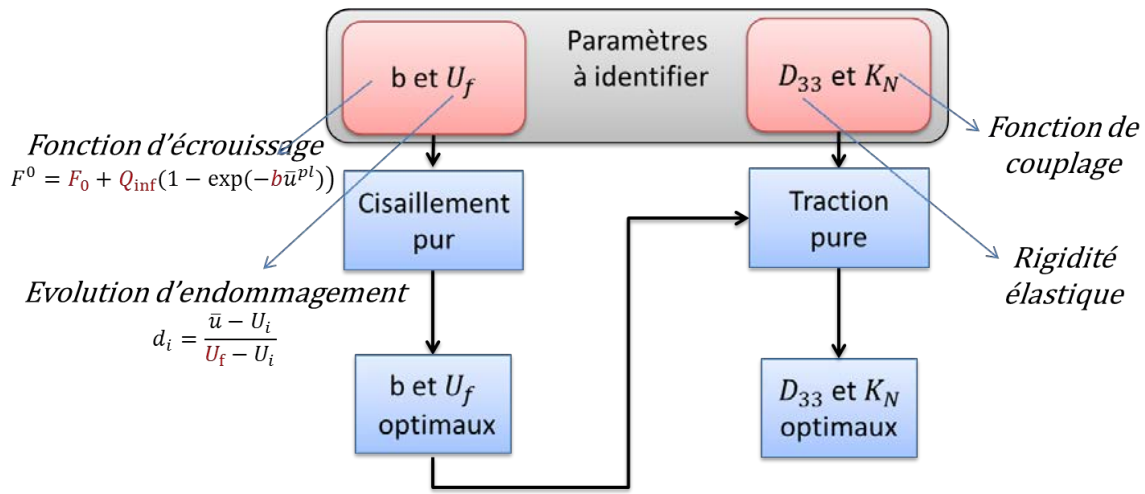 Paramètres
à identifier
b et U_f
D_33 et K_N
Fonction d'écrouissage
F^0 = F_0 + Q_inf(1 − exp(−bū^pl))
Fonction de
couplage
Cisaillement
pur
Traction
pure
Evolution d'endommagement
d_i = (ū − U_i)/(U_f − U_i)
Rigidité
élastique
b et U_f
optimaux
D_33 et K_N
optimaux